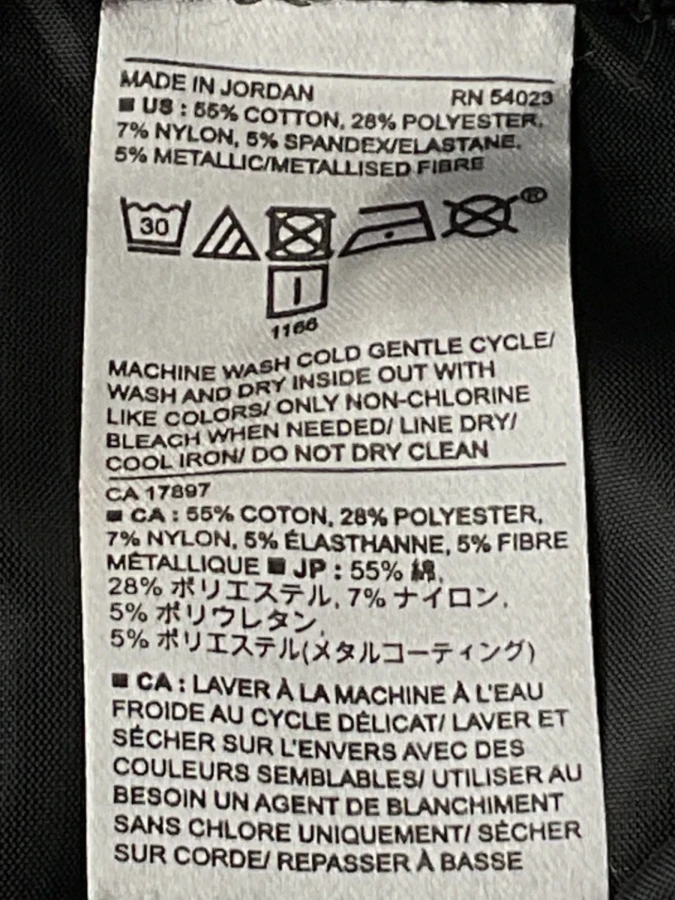 MADE IN JORDAN RN 54023
■ US : 55% COTTON, 28% POLYESTER,
7% NYLON, 5% SPANDEX/ELASTANE,
5% METALLIC/METALLISED FIBRE
30
®
1166
MACHINE WASH COLD GENTLE CYCLE/
WASH AND DRY INSIDE OUT WITH
LIKE COLORS/ ONLY NON-CHLORINE
BLEACH WHEN NEEDED/ LINE DRY/
COOL IRON/ DO NOT DRY CLEAN
CA 17897
■ CA : 55% COTON, 28% POLYESTER,
7% NYLON, 5% ÉLASTHANNE, 5% FIBRE
MÉTALLIQUE ■ JP : 55% 綿,
28% ポリエステル, 7% ナイロン,
5% ポリウレタン,
5% ポリエステル(メタルコーティング)
■ CA : LAVER À LA MACHINE À L'EAU
FROIDE AU CYCLE DÉLICAT/ LAVER ET
SÉCHER SUR L'ENVERS AVEC DES
COULEURS SEMBLABLES/ UTILISER AU
BESOIN UN AGENT DE BLANCHIMENT
SANS CHLORE UNIQUEMENT/ SÉCHER
SUR CORDE/ REPASSER À BASSE